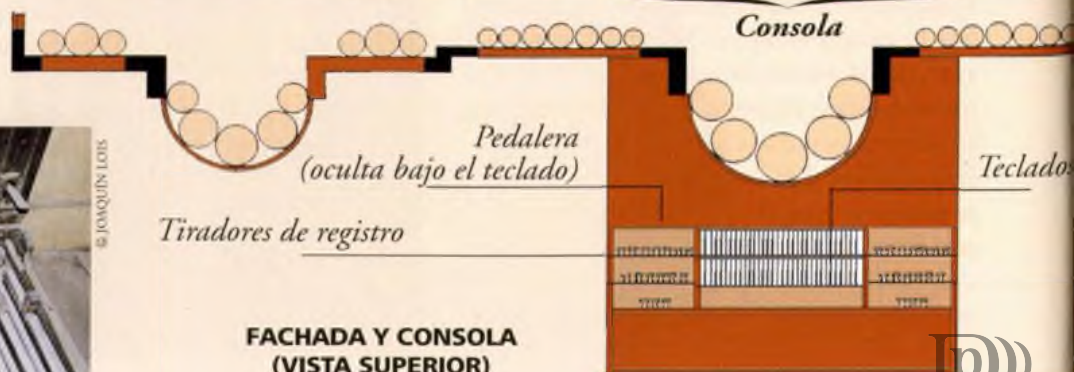 Consola
© JOAQUÍN LOIS
Pedalera
(oculta bajo el teclado)
Teclados
Tiradores de registro
FACHADA Y CONSOLA
(VISTA SUPERIOR)